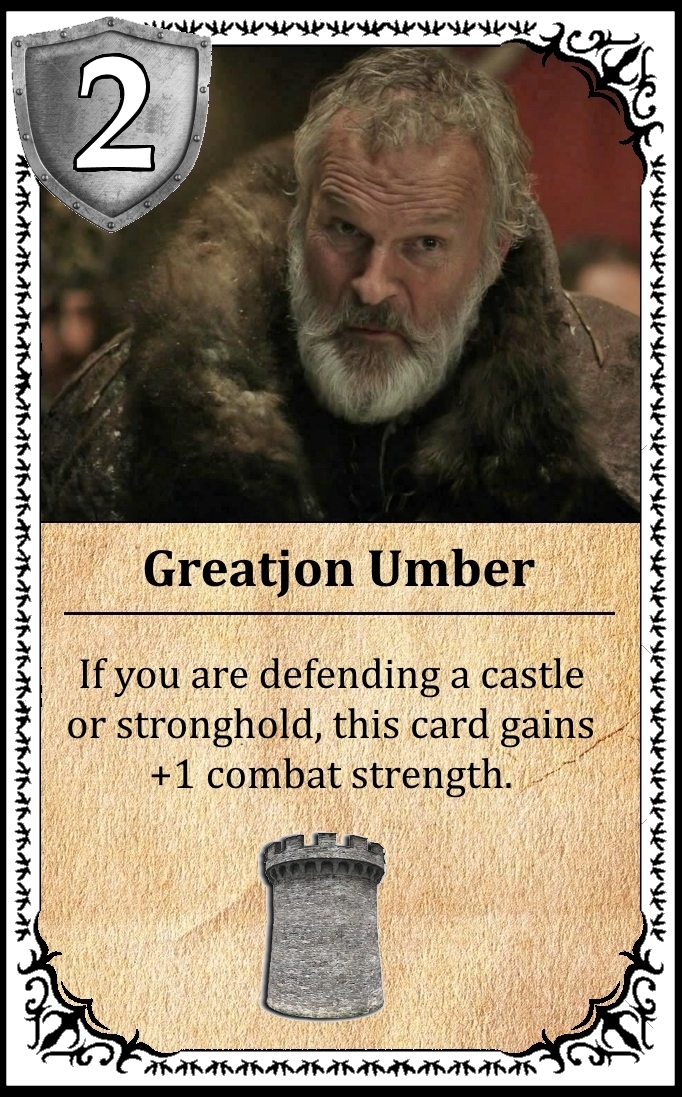 2
Greatjon Umber
If you are defending a castle
or stronghold, this card gains
+1 combat strength.